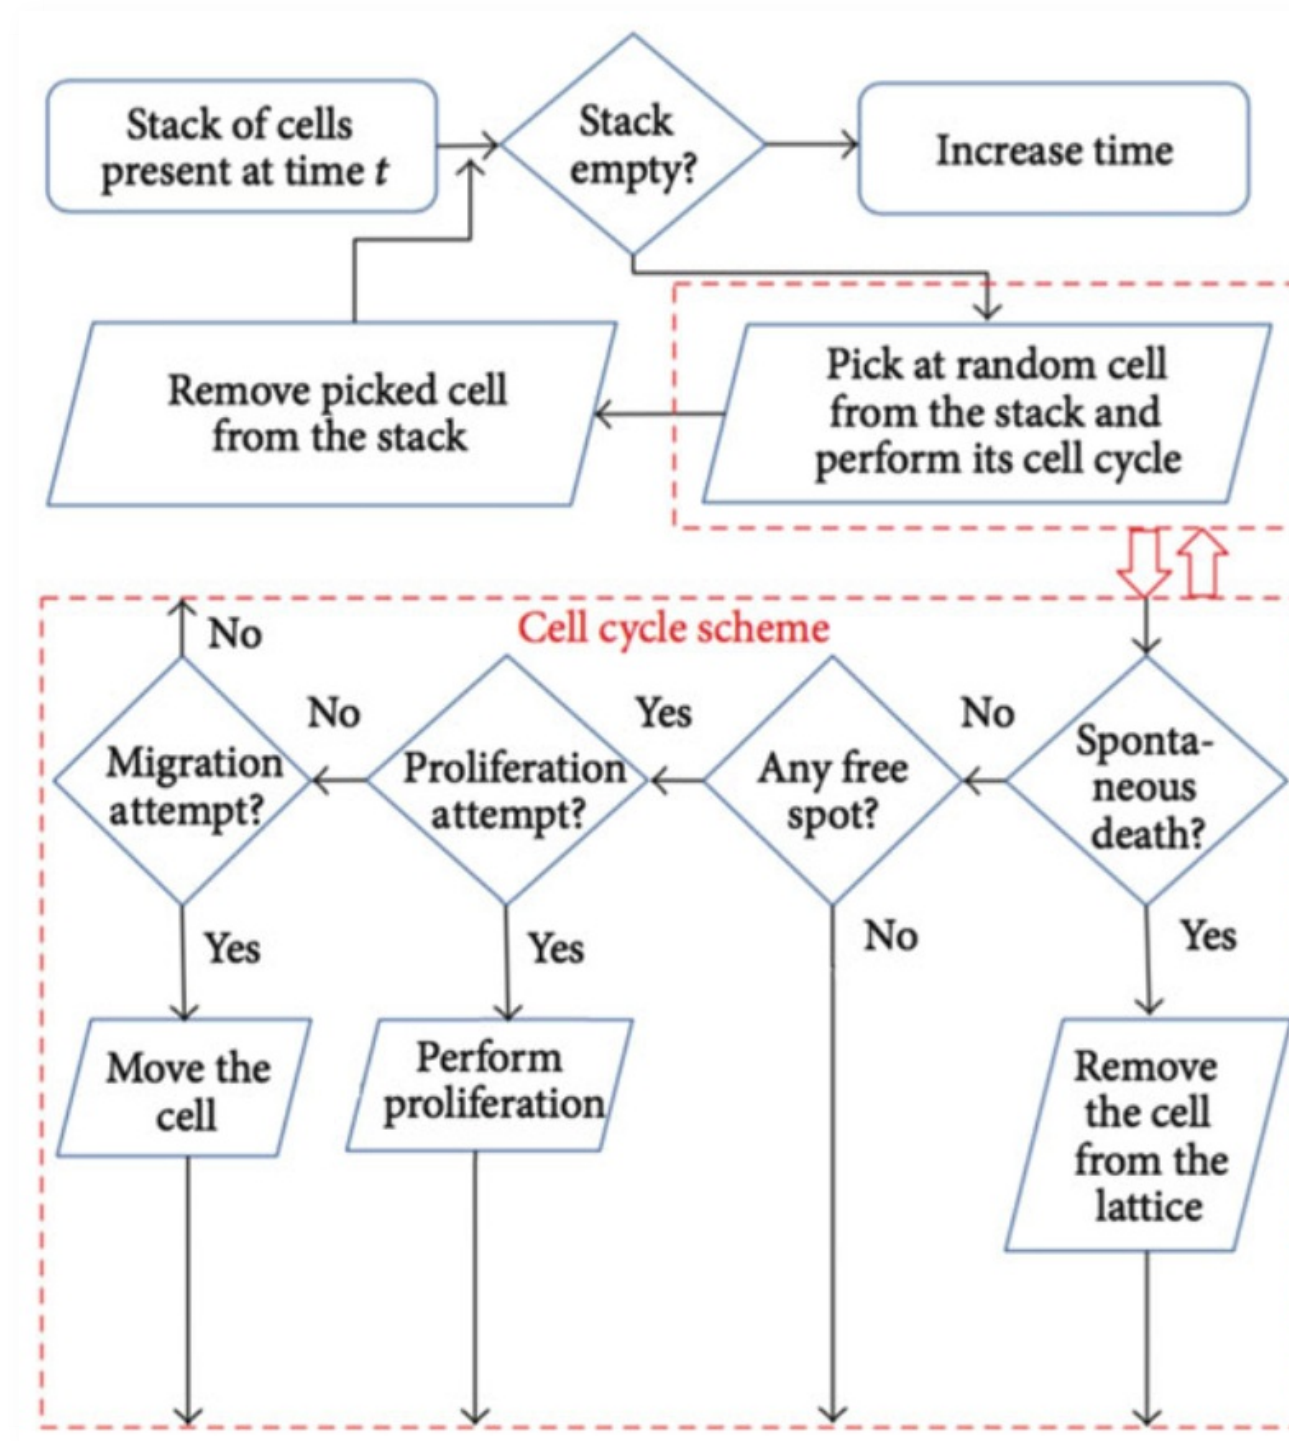 Stack of cells
present at time t
Stack
empty?
Increase time
Remove picked cell
from the stack
Pick at random cell
from the stack and
perform its cell cycle
Cell cycle scheme
No
No
Yes
No
Migration
attempt?
Proliferation
attempt?
Any free
spot?
Sponta-
neous
death?
Yes
Yes
No
Yes
Move the
cell
Perform
proliferation
Remove
the cell
from the
lattice